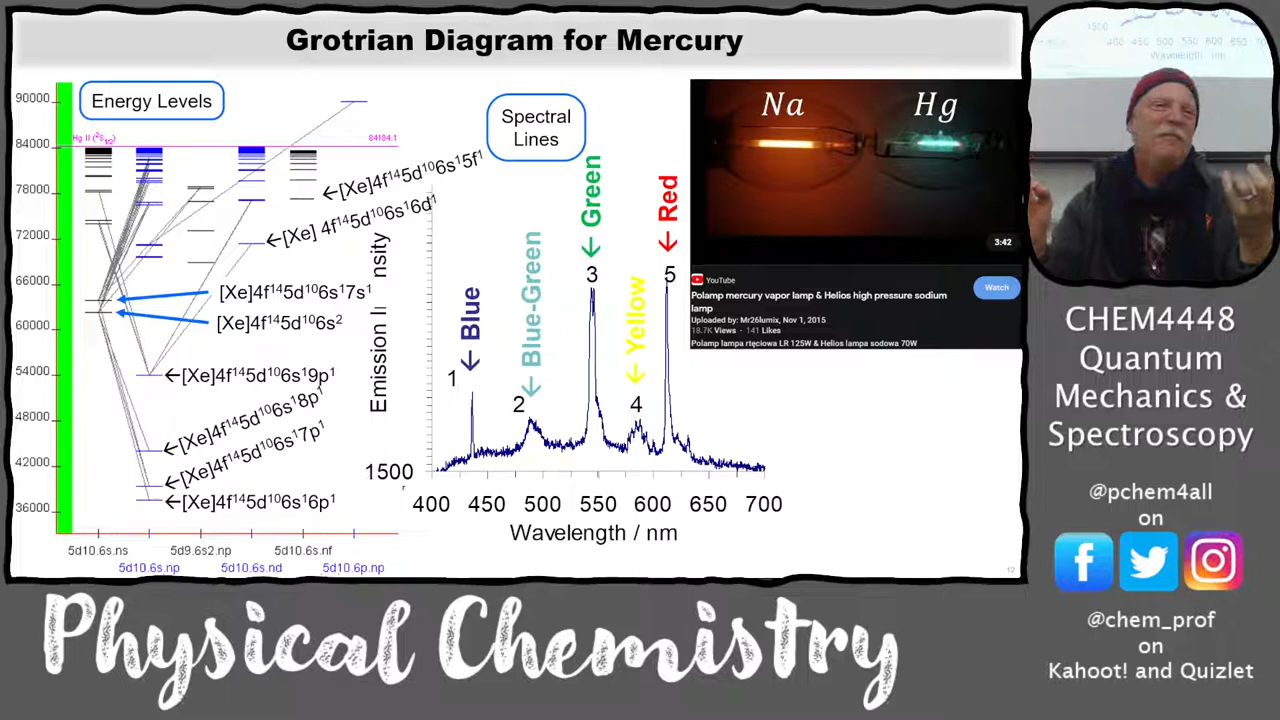 Grotrian Diagram for Mercury
Energy Levels
90000
84000
78000
72000
66000
60000
54000
48000
42000
36000
Hg II (²S₁/₂)
84184.1
←[Xe]4f¹⁴5d¹⁰6s¹5f¹
←[Xe] 4f¹⁴5d¹⁰6s¹6d¹
[Xe]4f¹⁴5d¹⁰6s¹7s¹
[Xe]4f¹⁴5d¹⁰6s²
←[Xe]4f¹⁴5d¹⁰6s¹9p¹
←[Xe]4f¹⁴5d¹⁰6s¹8p¹
←[Xe]4f¹⁴5d¹⁰6s¹7p¹
←[Xe]4f¹⁴5d¹⁰6s¹6p¹
5d10.6s.ns
5d9.6s2.np
5d10.6s.nf
5d10.6s.np
5d10.6s.nd
5d10.6p.np
Spectral
Lines
1
← Blue
2
← Blue-Green
3
← Green
4
← Yellow
5
← Red
Emission II nsity
1500
400 450 500 550 600 650 700
Wavelength / nm
Na
Hg
3:42
YouTube
Watch
Polamp mercury vapor lamp & Helios high pressure sodium
lamp
Uploaded by: Mr26lumix, Nov 1, 2015
18.7K Views · 141 Likes
Polamp lampa rtęciowa LR 125W & Helios lampa sodowa 70W
12
CHEM4448
Quantum
Mechanics &
Spectroscopy
@pchem4all
on
@chem_prof
on
Kahoot! and Quizlet
Physical Chemistry